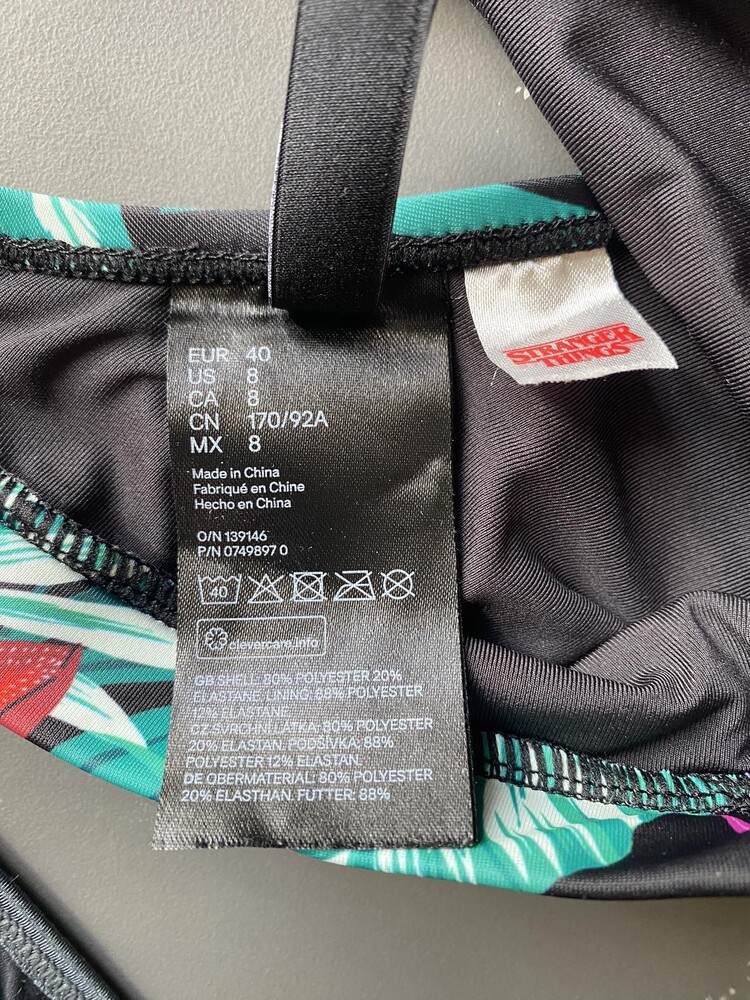 EUR 40
US 8
CA 8
CN 170/92A
MX 8
Made in China
Fabriqué en Chine
Hecho en China
O/N 139146
P/N 0749897 0
40
clevercare.info
GB SHELL: 80% POLYESTER 20%
ELASTANE. LINING: 88% POLYESTER
12% ELASTANE.
CZ SVRCHNÍ LÁTKA: 80% POLYESTER
20% ELASTAN. PODŠÍVKA: 88%
POLYESTER 12% ELASTAN.
DE OBERMATERIAL: 80% POLYESTER
20% ELASTHAN. FUTTER: 88%
STRANGER
THINGS